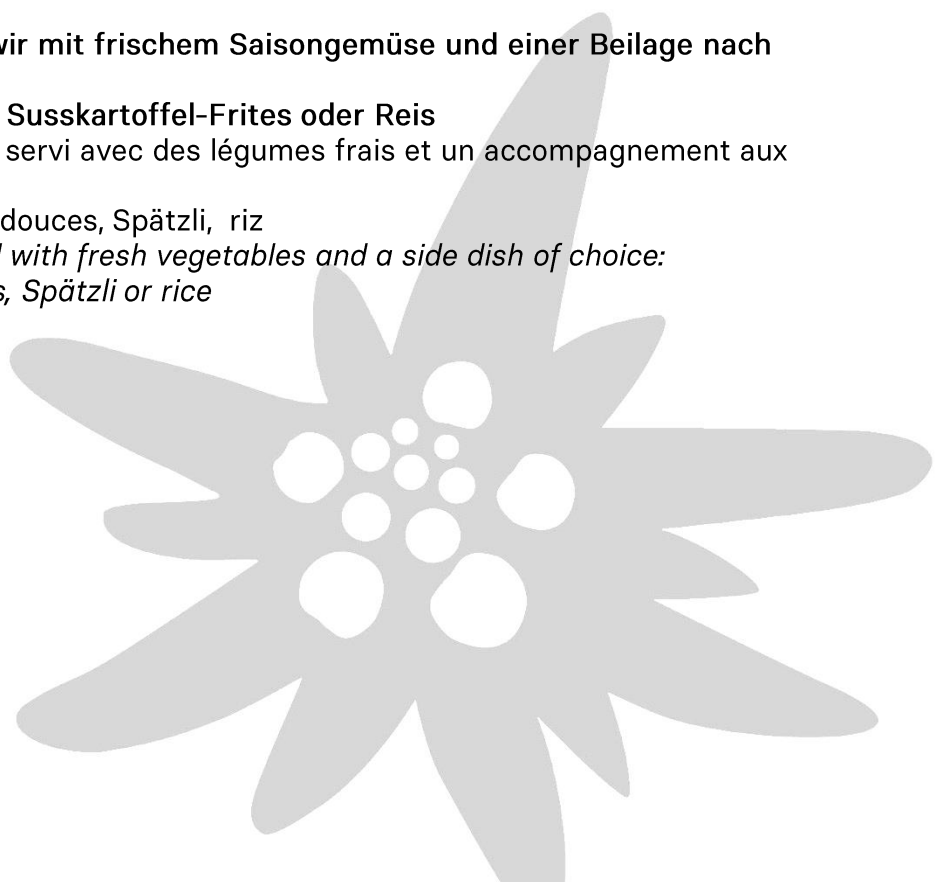 wir mit frischem Saisongemüse und einer Beilage nach
Susskartoffel-Frites oder Reis
servi avec des légumes frais et un accompagnement aux
douces, Spätzli, riz
with fresh vegetables and a side dish of choice:
Spätzli or rice